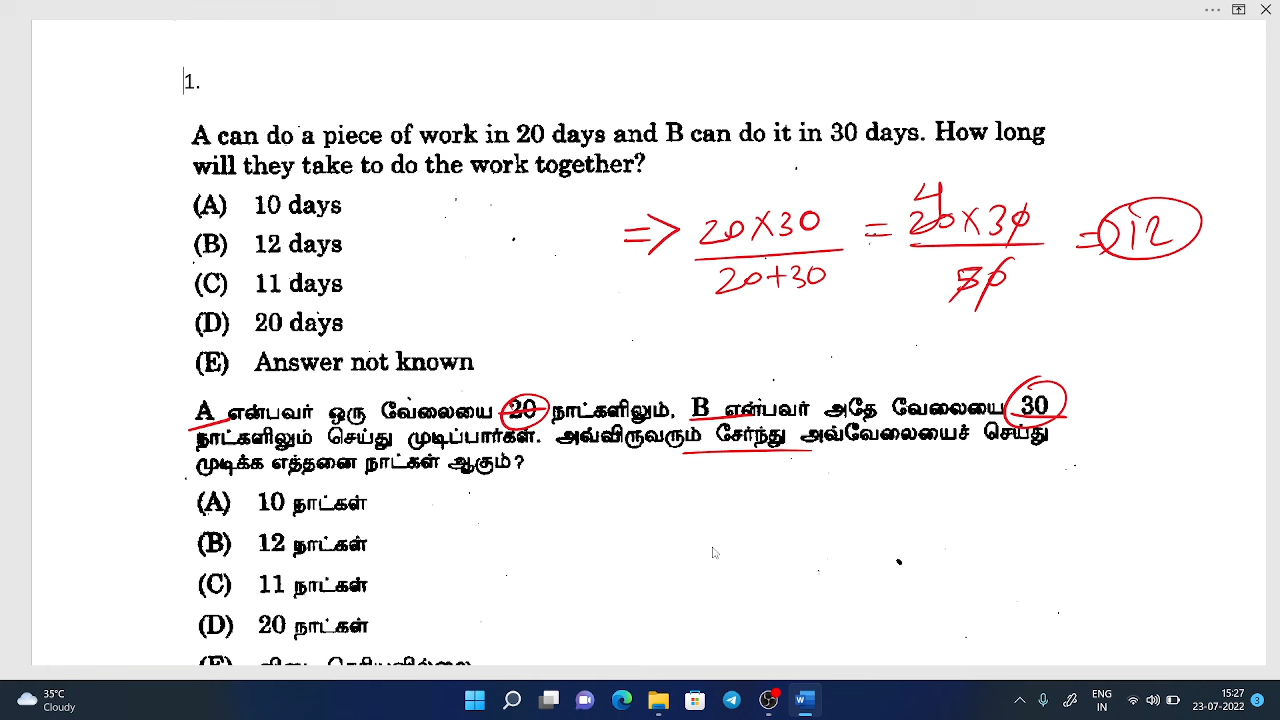 1.
A can do a piece of work in 20 days and B can do it in 30 days. How long
will they take to do the work together?
(A) 10 days
(B) 12 days
(C) 11 days
(D) 20 days
(E) Answer not known
⇒ 20×30 / 20+30 = 4 20×30 / 50 = 12
A என்பவர் ஒரு வேலையை 20 நாட்களிலும், B என்பவர் அதே வேலையை 30
நாட்களிலும் செய்து முடிப்பார்கள். அவ்விருவரும் சேர்ந்து அவ்வேலையைச் செய்து
முடிக்க எத்தனை நாட்கள் ஆகும்?
(A) 10 நாட்கள்
(B) 12 நாட்கள்
(C) 11 நாட்கள்
(D) 20 நாட்கள்
35°C
Cloudy
ENG
IN
15:27
23-07-2022
3